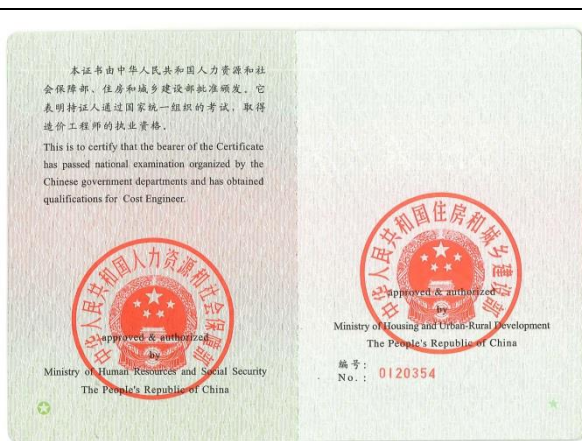 本证书由中华人民共和国人力资源和社
会保障部、住房和城乡建设部批准颁发。它
表明持证人通过国家统一组织的考试，取得
造价工程师的执业资格。
This is to certify that the bearer of the Certificate
has passed national examination organized by the
Chinese government departments and has obtained
qualifications for Cost Engineer.
中华人民共和国人力资源和社会保障部
approved & authorized
by
Ministry of Human Resources and Social Security
The People's Republic of China
中华人民共和国住房和城乡建设部
approved & authorized
by
Ministry of Housing and Urban-Rural Development
The People's Republic of China
编号:
No. : 0120354